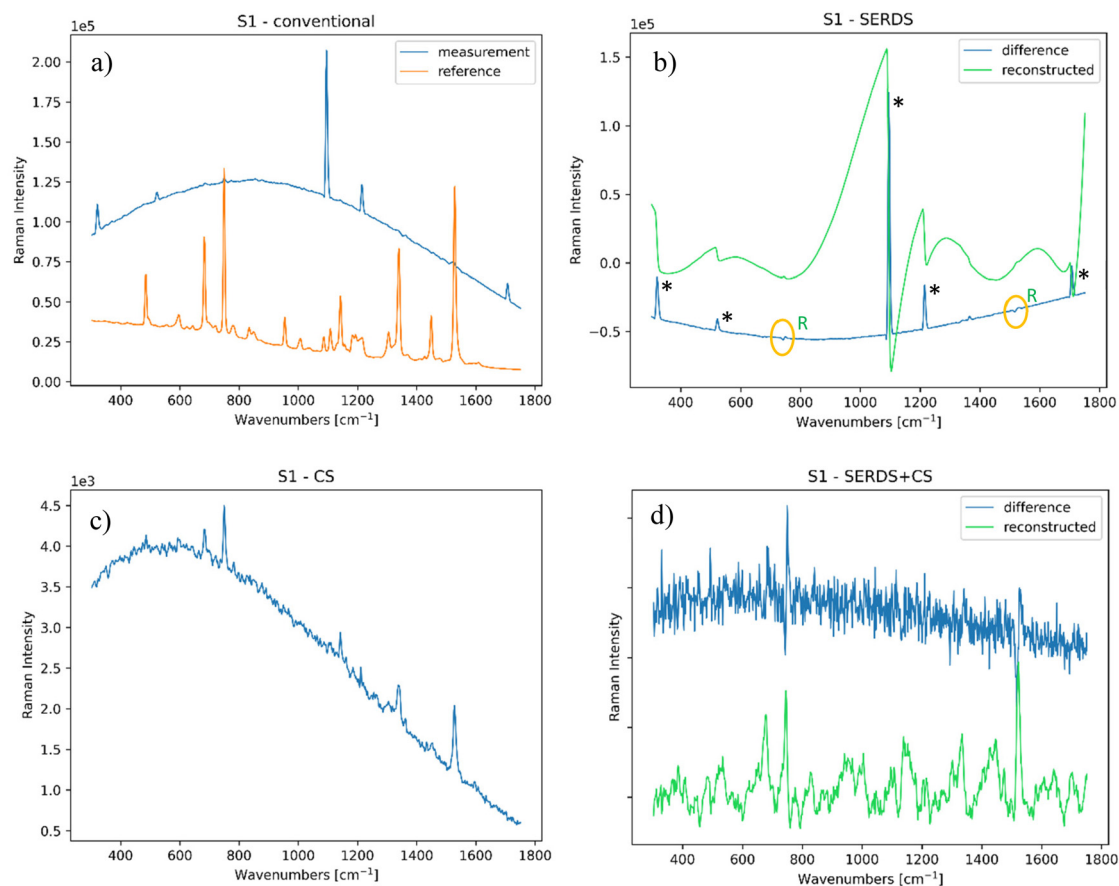 S1 - conventional
1e5
a)
measurement
reference
2.00
1.75
1.50
1.25
1.00
0.75
0.50
0.25
0.00
Raman Intensity
400 600 800 1000 1200 1400 1600 1800
Wavenumbers [cm⁻¹]
S1 - SERDS
1e5
b)
difference
reconstructed
1.5
1.0
0.5
0.0
−0.5
Raman Intensity
*
*
*
*
*
R
R
400 600 800 1000 1200 1400 1600 1800
Wavenumbers [cm⁻¹]
S1 - CS
1e3
c)
4.5
4.0
3.5
3.0
2.5
2.0
1.5
1.0
0.5
Raman Intensity
400 600 800 1000 1200 1400 1600 1800
Wavenumbers [cm⁻¹]
S1 - SERDS+CS
d)
difference
reconstructed
Raman Intensity
400 600 800 1000 1200 1400 1600 1800
Wavenumbers [cm⁻¹]